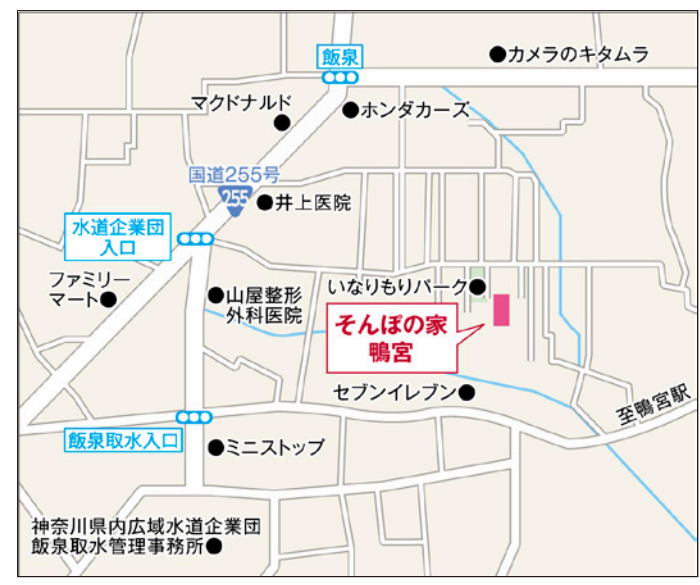 飯泉
カメラのキタムラ
マクドナルド
ホンダカーズ
国道255号
255
井上医院
水道企業団
入口
ファミリー
マート
山屋整形
外科医院
いなりもりパーク
そんぽの家
鴨宮
セブンイレブン
至鴨宮駅
飯泉取水入口
ミニストップ
神奈川県内広域水道企業団
飯泉取水管理事務所